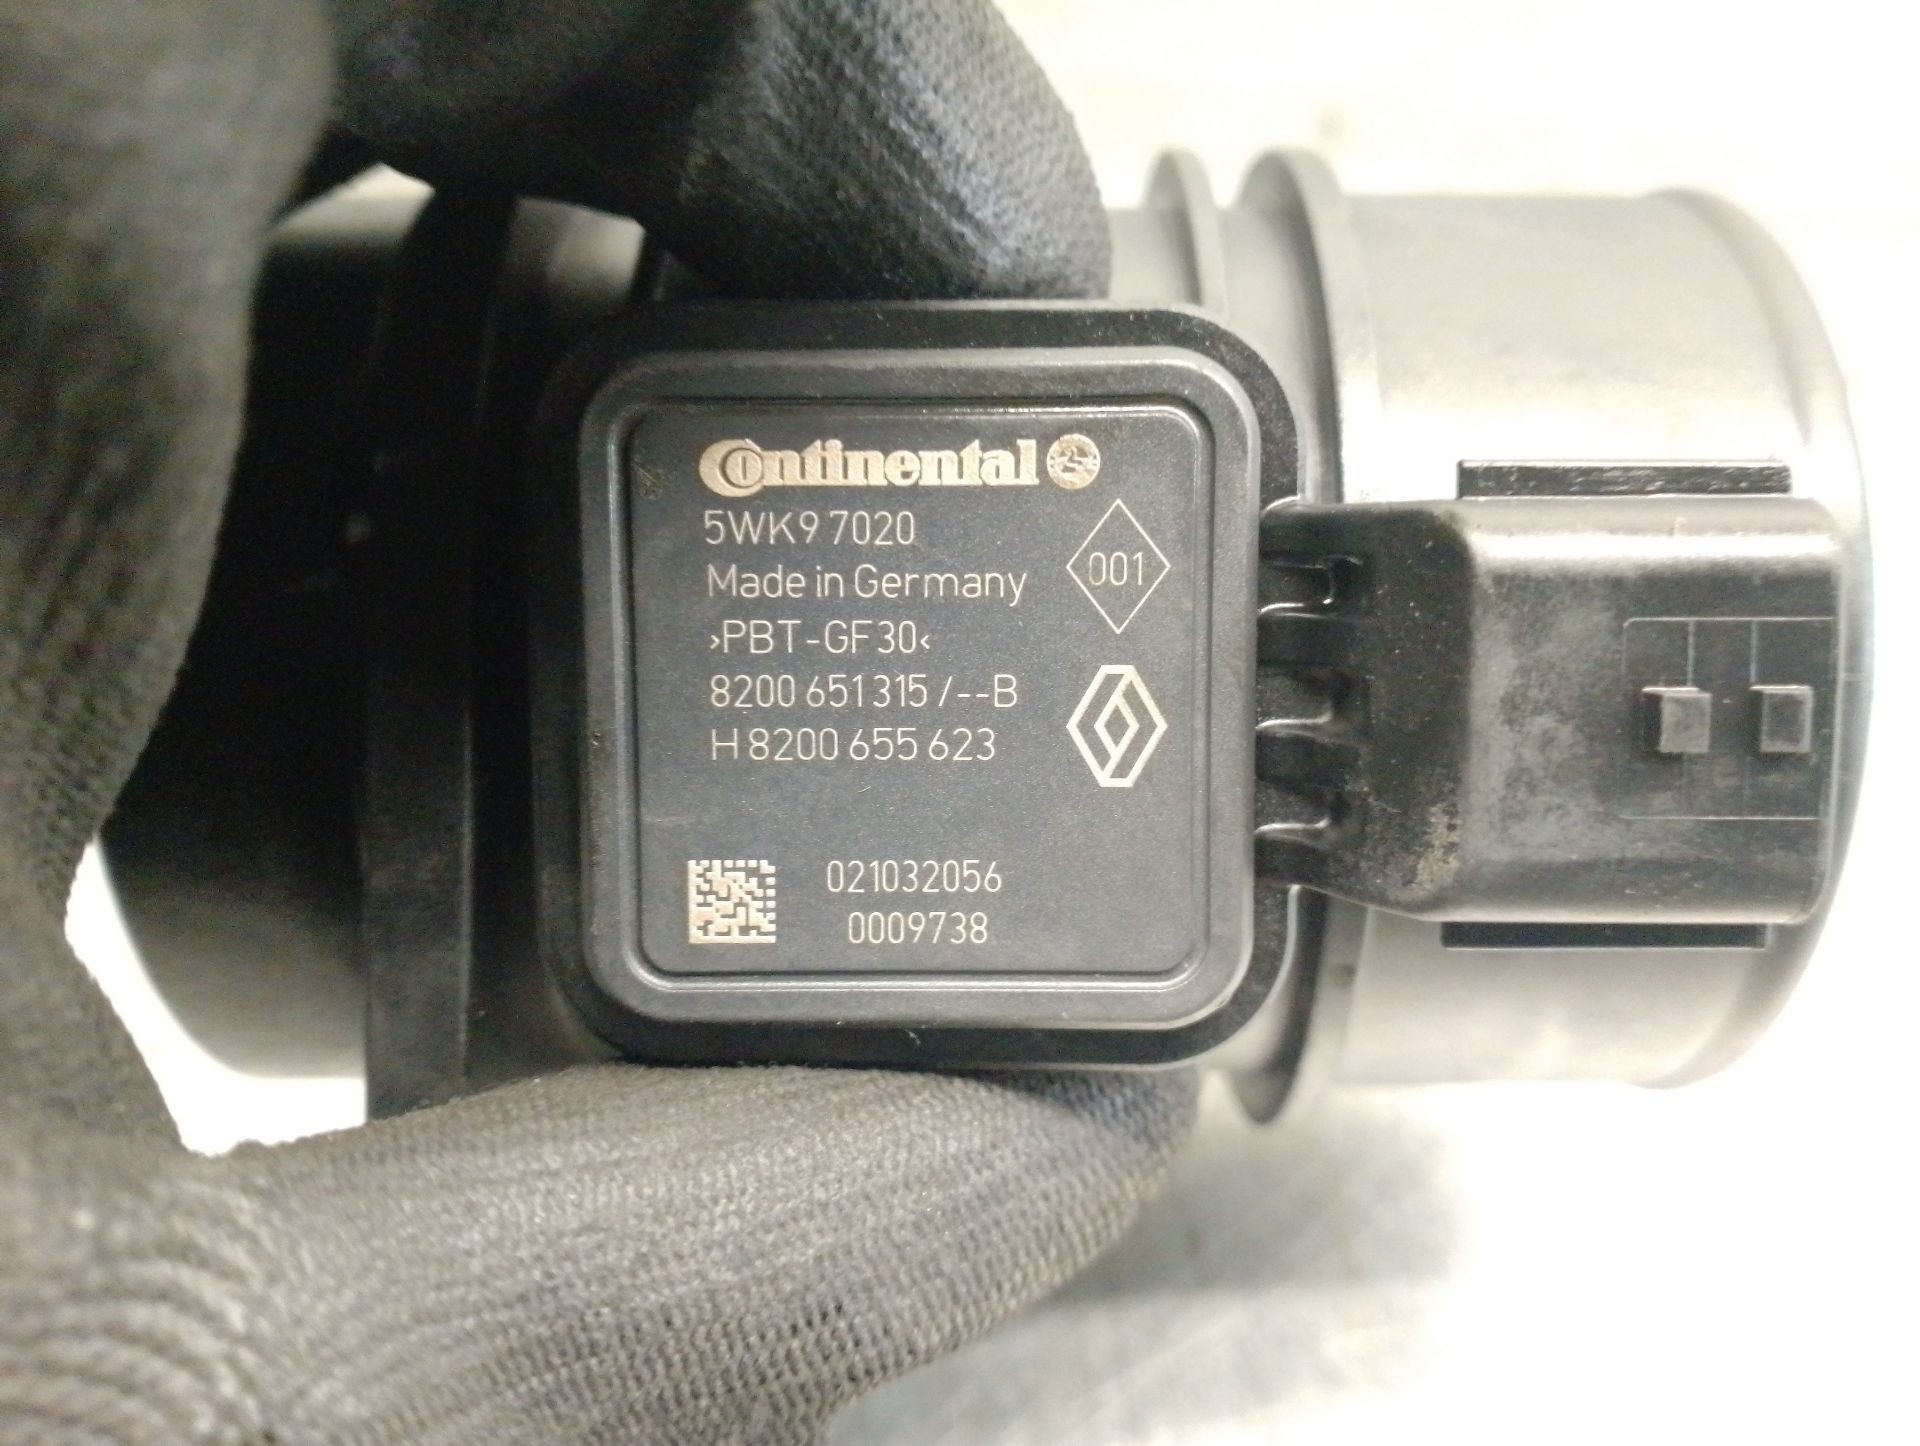 Continental
5WK9 7020
Made in Germany
001
>PBT-GF30<
8200 651 315 /--B
H 8200 655 623
021032056
0009738